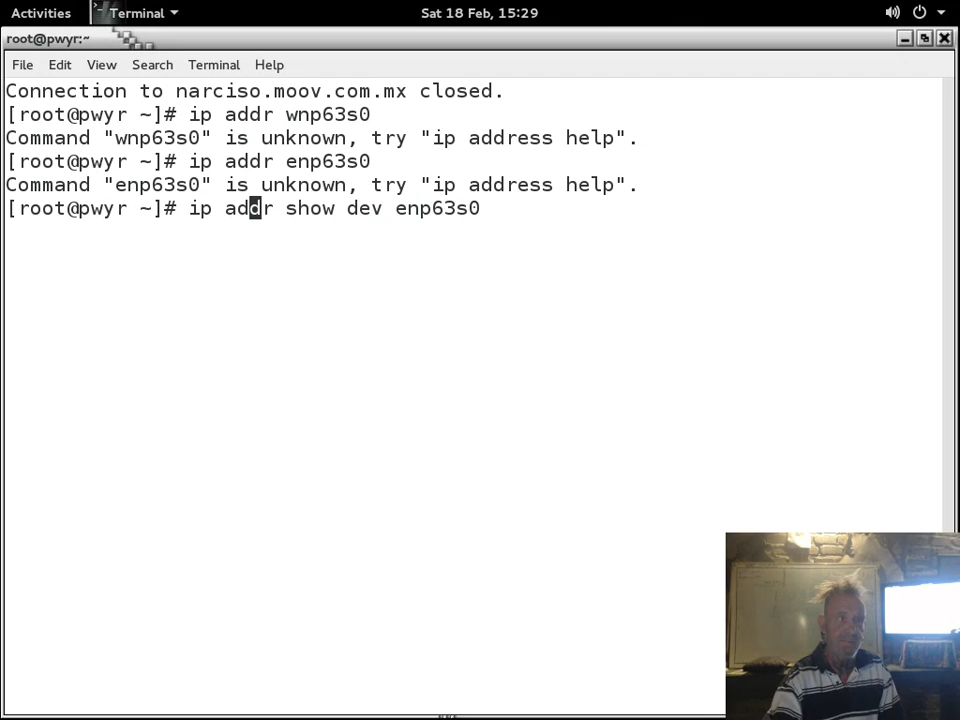 Activities Terminal Sat 18 Feb, 15:29
root@pwyr:~
File Edit View Search Terminal Help
Connection to narciso.moov.com.mx closed.
[root@pwyr ~]# ip addr wnp63s0
Command "wnp63s0" is unknown, try "ip address help".
[root@pwyr ~]# ip addr enp63s0
Command "enp63s0" is unknown, try "ip address help".
[root@pwyr ~]# ip addr show dev enp63s0